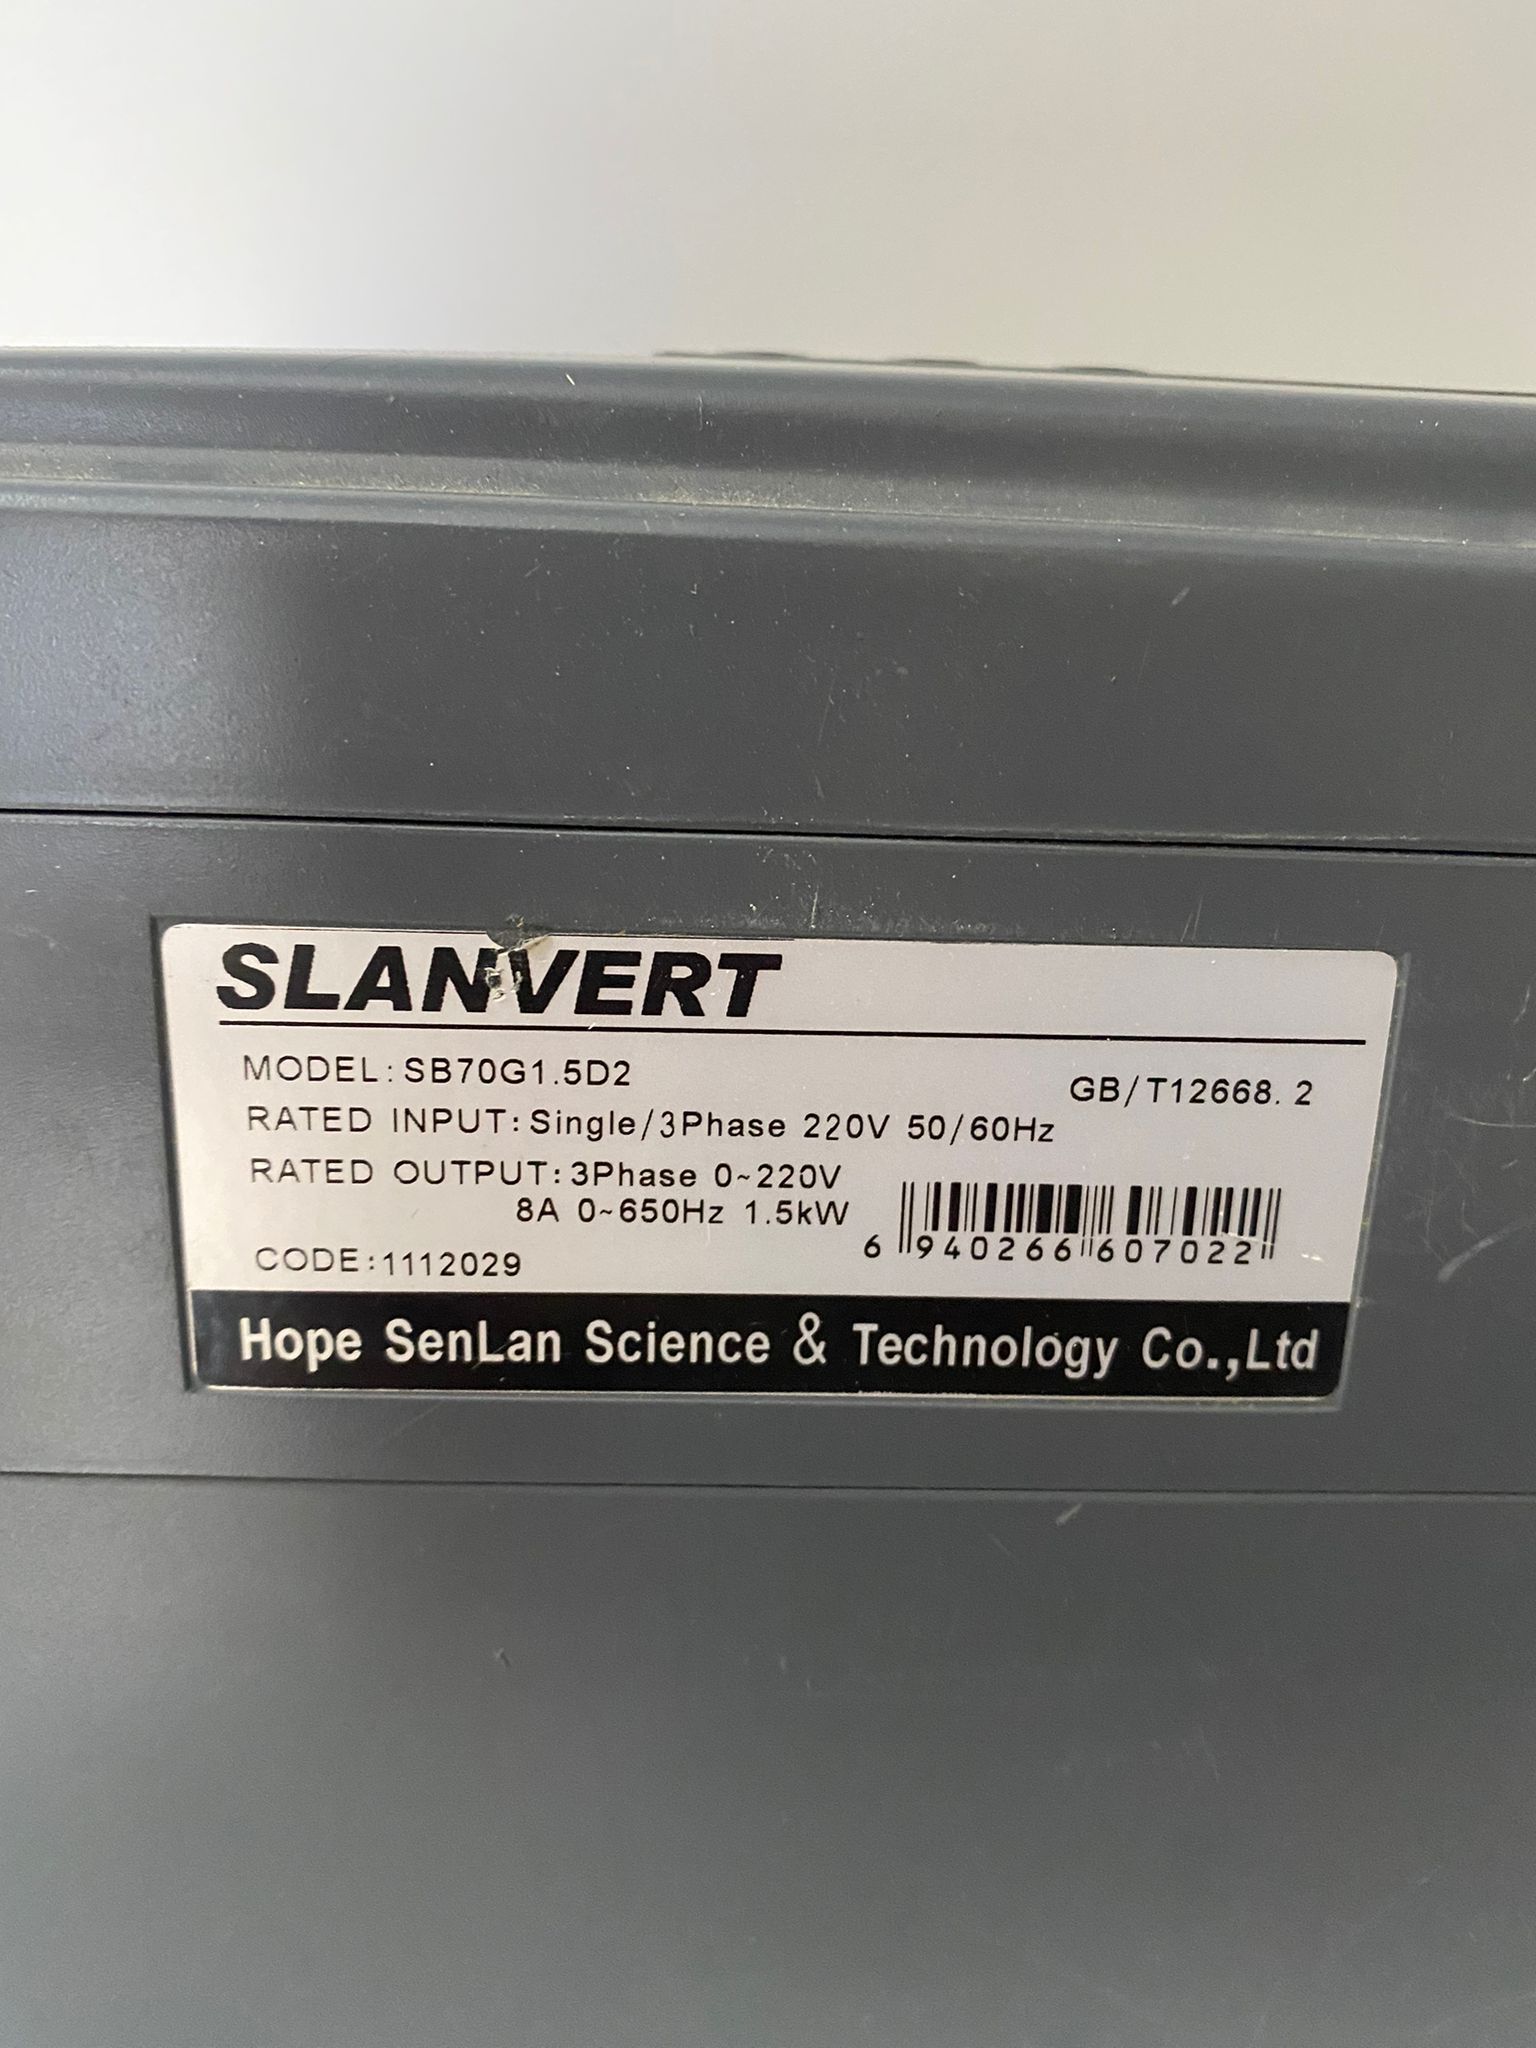 SLANVERT
MODEL: SB70G1.5D2
GB/T12668.2
RATED INPUT: Single/3Phase 220V 50/60Hz
RATED OUTPUT: 3Phase 0~220V
8A 0~650Hz 1.5kW
6 940266 607022
CODE: 1112029
Hope SenLan Science & Technology Co.,Ltd